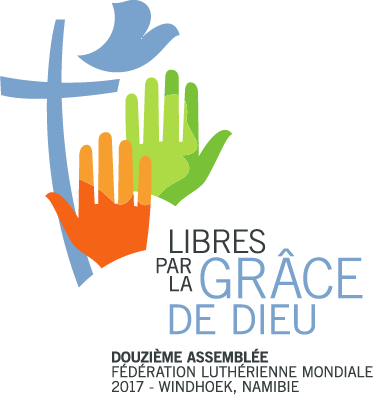 LIBRES
PAR LA GRÂCE
DE DIEU
DOUZIÈME ASSEMBLÉE
FÉDÉRATION LUTHÉRIENNE MONDIALE
2017 - WINDHOEK, NAMIBIE